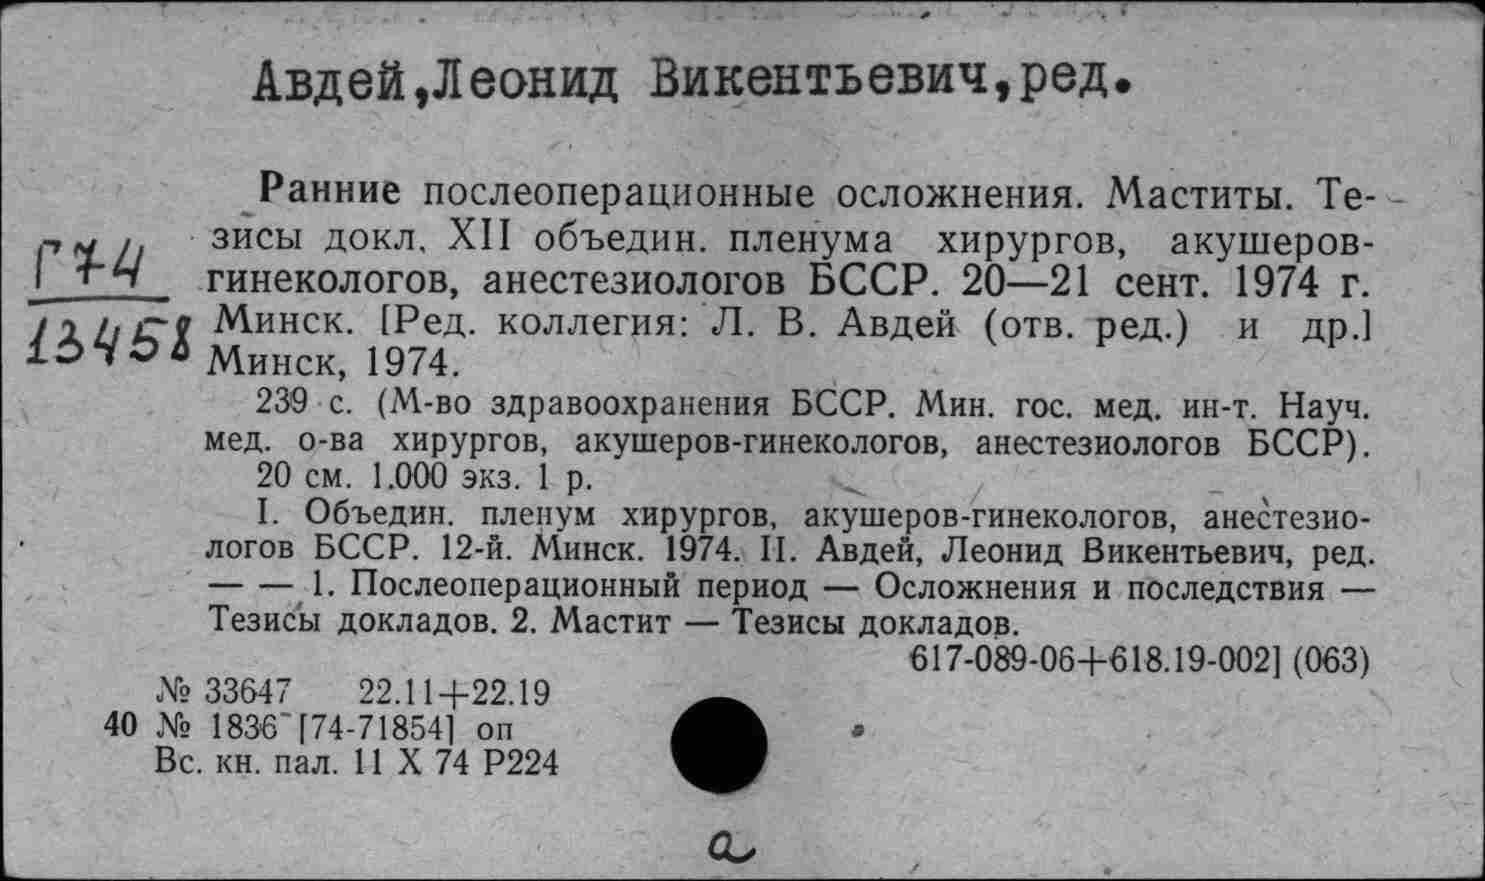 Авдей,Леонид Викентьевич,ред.
Ранние послеоперационные осложнения. Маститы. Те-
зисы докл. XII объедин. пленума хирургов, акушеров-
Г74
гинекологов, анестезиологов БССР. 20—21 сент. 1974 г.
13458
Минск. [Ред. коллегия: Л. В. Авдей (отв. ред.) и др.]
Минск, 1974.
239 с. (М-во здравоохранения БССР. Мин. гос. мед. ин-т. Науч.
мед. о-ва хирургов, акушеров-гинекологов, анестезиологов БССР).
20 см. 1.000 экз. 1 р.
I. Объедин. пленум хирургов, акушеров-гинекологов, анестезио-
логов БССР. 12-й. Минск. 1974. II. Авдей, Леонид Викентьевич, ред.
— — 1. Послеоперационный период — Осложнения и последствия —
Тезисы докладов. 2. Мастит — Тезисы докладов.
617-089-06+618.19-002] (063)
№ 33647 22.11+22.19
40 № 1836 [74-71854] оп
Вс. кн. пал. 11 X 74 Р224
а